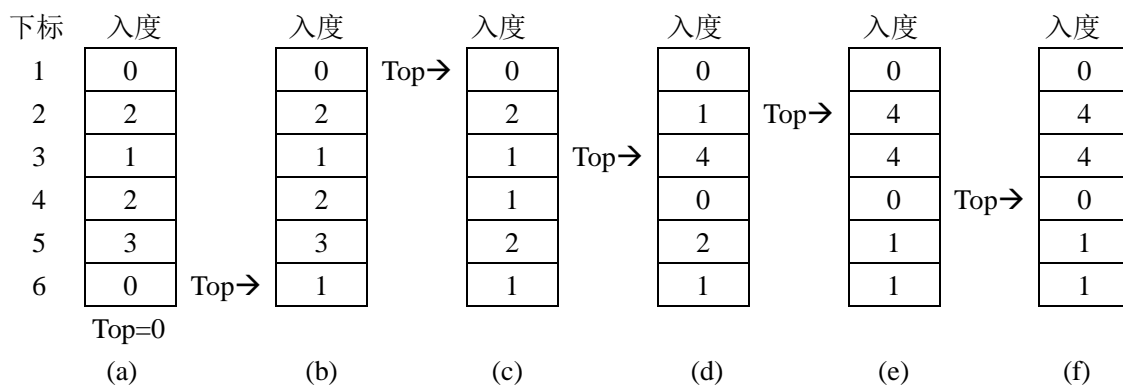 下标 入度 入度 入度 入度 入度 入度
1 0 0 Top→ 0 0 0 0
2 2 2 2 1 Top→ 4 4
3 1 1 1 Top→ 4 4 4
4 2 2 1 0 0 Top→ 0
5 3 3 2 2 1 1
6 0 Top→ 1 1 1 1 1
Top=0
(a) (b) (c) (d) (e) (f)